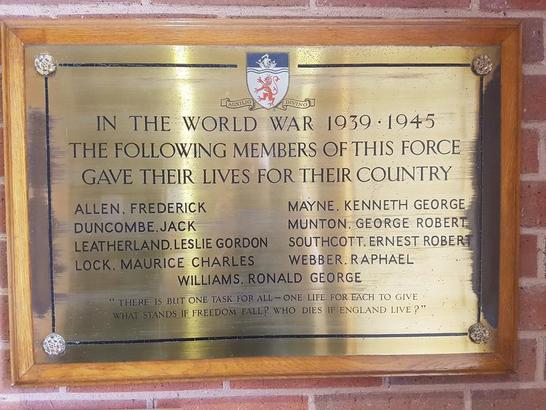 AUXILIO DIVINO
IN THE WORLD WAR 1939·1945
THE FOLLOWING MEMBERS OF THIS FORCE
GAVE THEIR LIVES FOR THEIR COUNTRY
ALLEN, FREDERICK
DUNCOMBE, JACK
LEATHERLAND, LESLIE GORDON
LOCK, MAURICE CHARLES
MAYNE, KENNETH GEORGE
MUNTON, GEORGE ROBERT
SOUTHCOTT, ERNEST ROBERT
WEBBER, RAPHAEL
WILLIAMS, RONALD GEORGE
"THERE IS BUT ONE TASK FOR ALL—ONE LIFE FOR EACH TO GIVE
WHAT STANDS IF FREEDOM FALL? WHO DIES IF ENGLAND LIVE?"